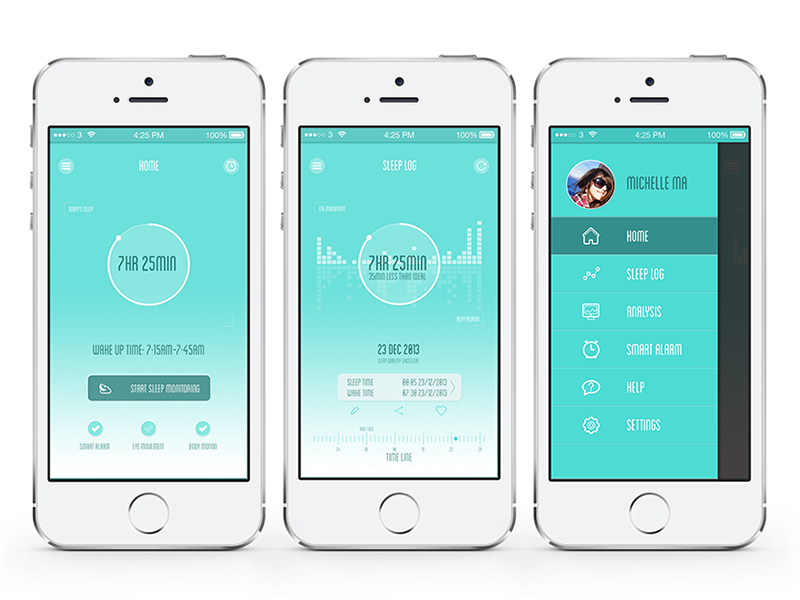 3 4:25 PM 100%
HOME
TODAY'S SLEEP
7HR 25MIN
WAKE UP TIME: 7:15AM-7:45AM
START SLEEP MONITORING
SMART ALARM EYE MOVEMENT BODY MOTION
3 4:25 PM 100%
SLEEP LOG
EYE MOVEMENT
7HR 25MIN
35MIN LESS THAN IDEAL
BODY MOTION
23 DEC 2013
SLEEP QUALITY: EXCELLENT
SLEEP TIME 00:05 23/12/2013
WAKE TIME 07:30 23/12/2013
TIME LINE
3 4:25 PM 100%
MICHELLE MA
HOME
SLEEP LOG
ANALYSIS
SMART ALARM
HELP
SETTINGS